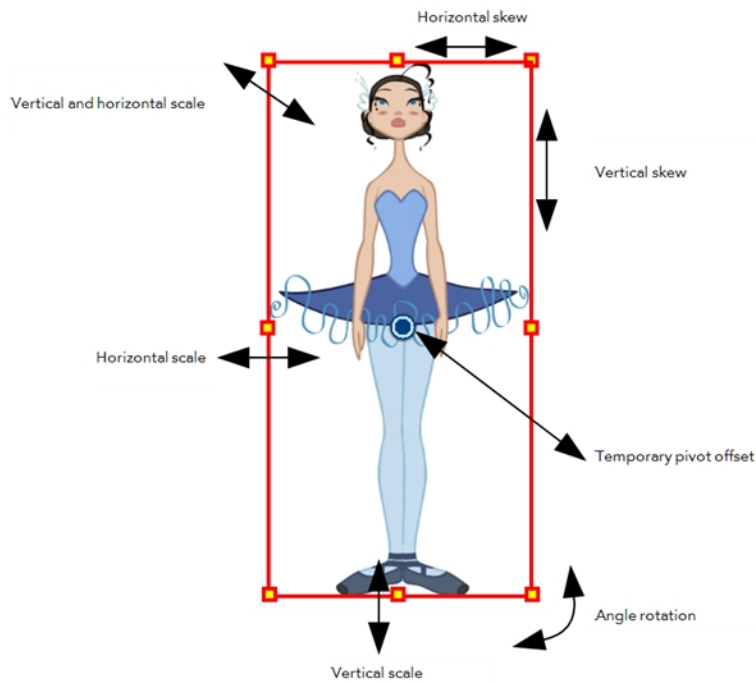 Horizontal skew
Vertical and horizontal scale
Vertical skew
Horizontal scale
Temporary pivot offset
Angle rotation
Vertical scale